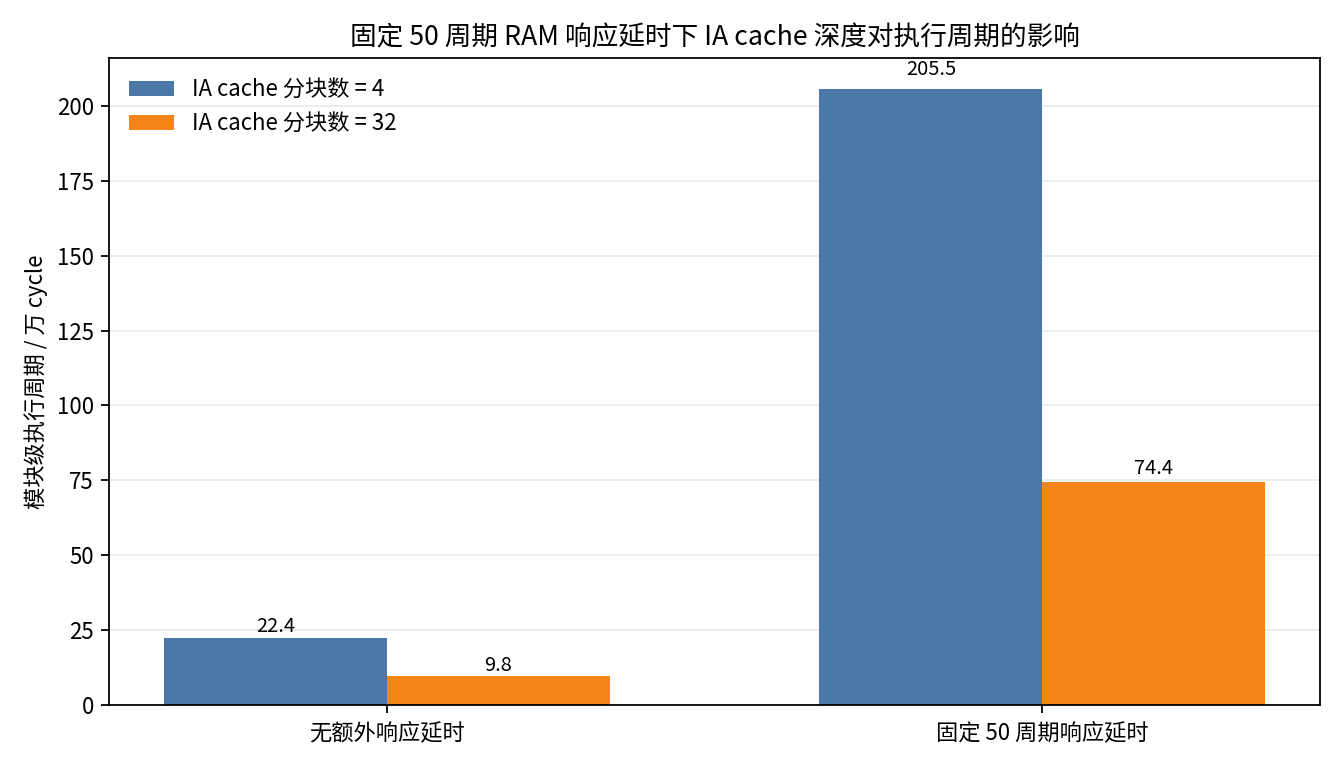 固定 50 周期 RAM 响应延时下 IA cache 深度对执行周期的影响
IA cache 分块数 = 4
IA cache 分块数 = 32
模块级执行周期 / 万 cycle
200
175
150
125
100
75
50
25
0
22.4
9.8
205.5
74.4
无额外响应延时
固定 50 周期响应延时